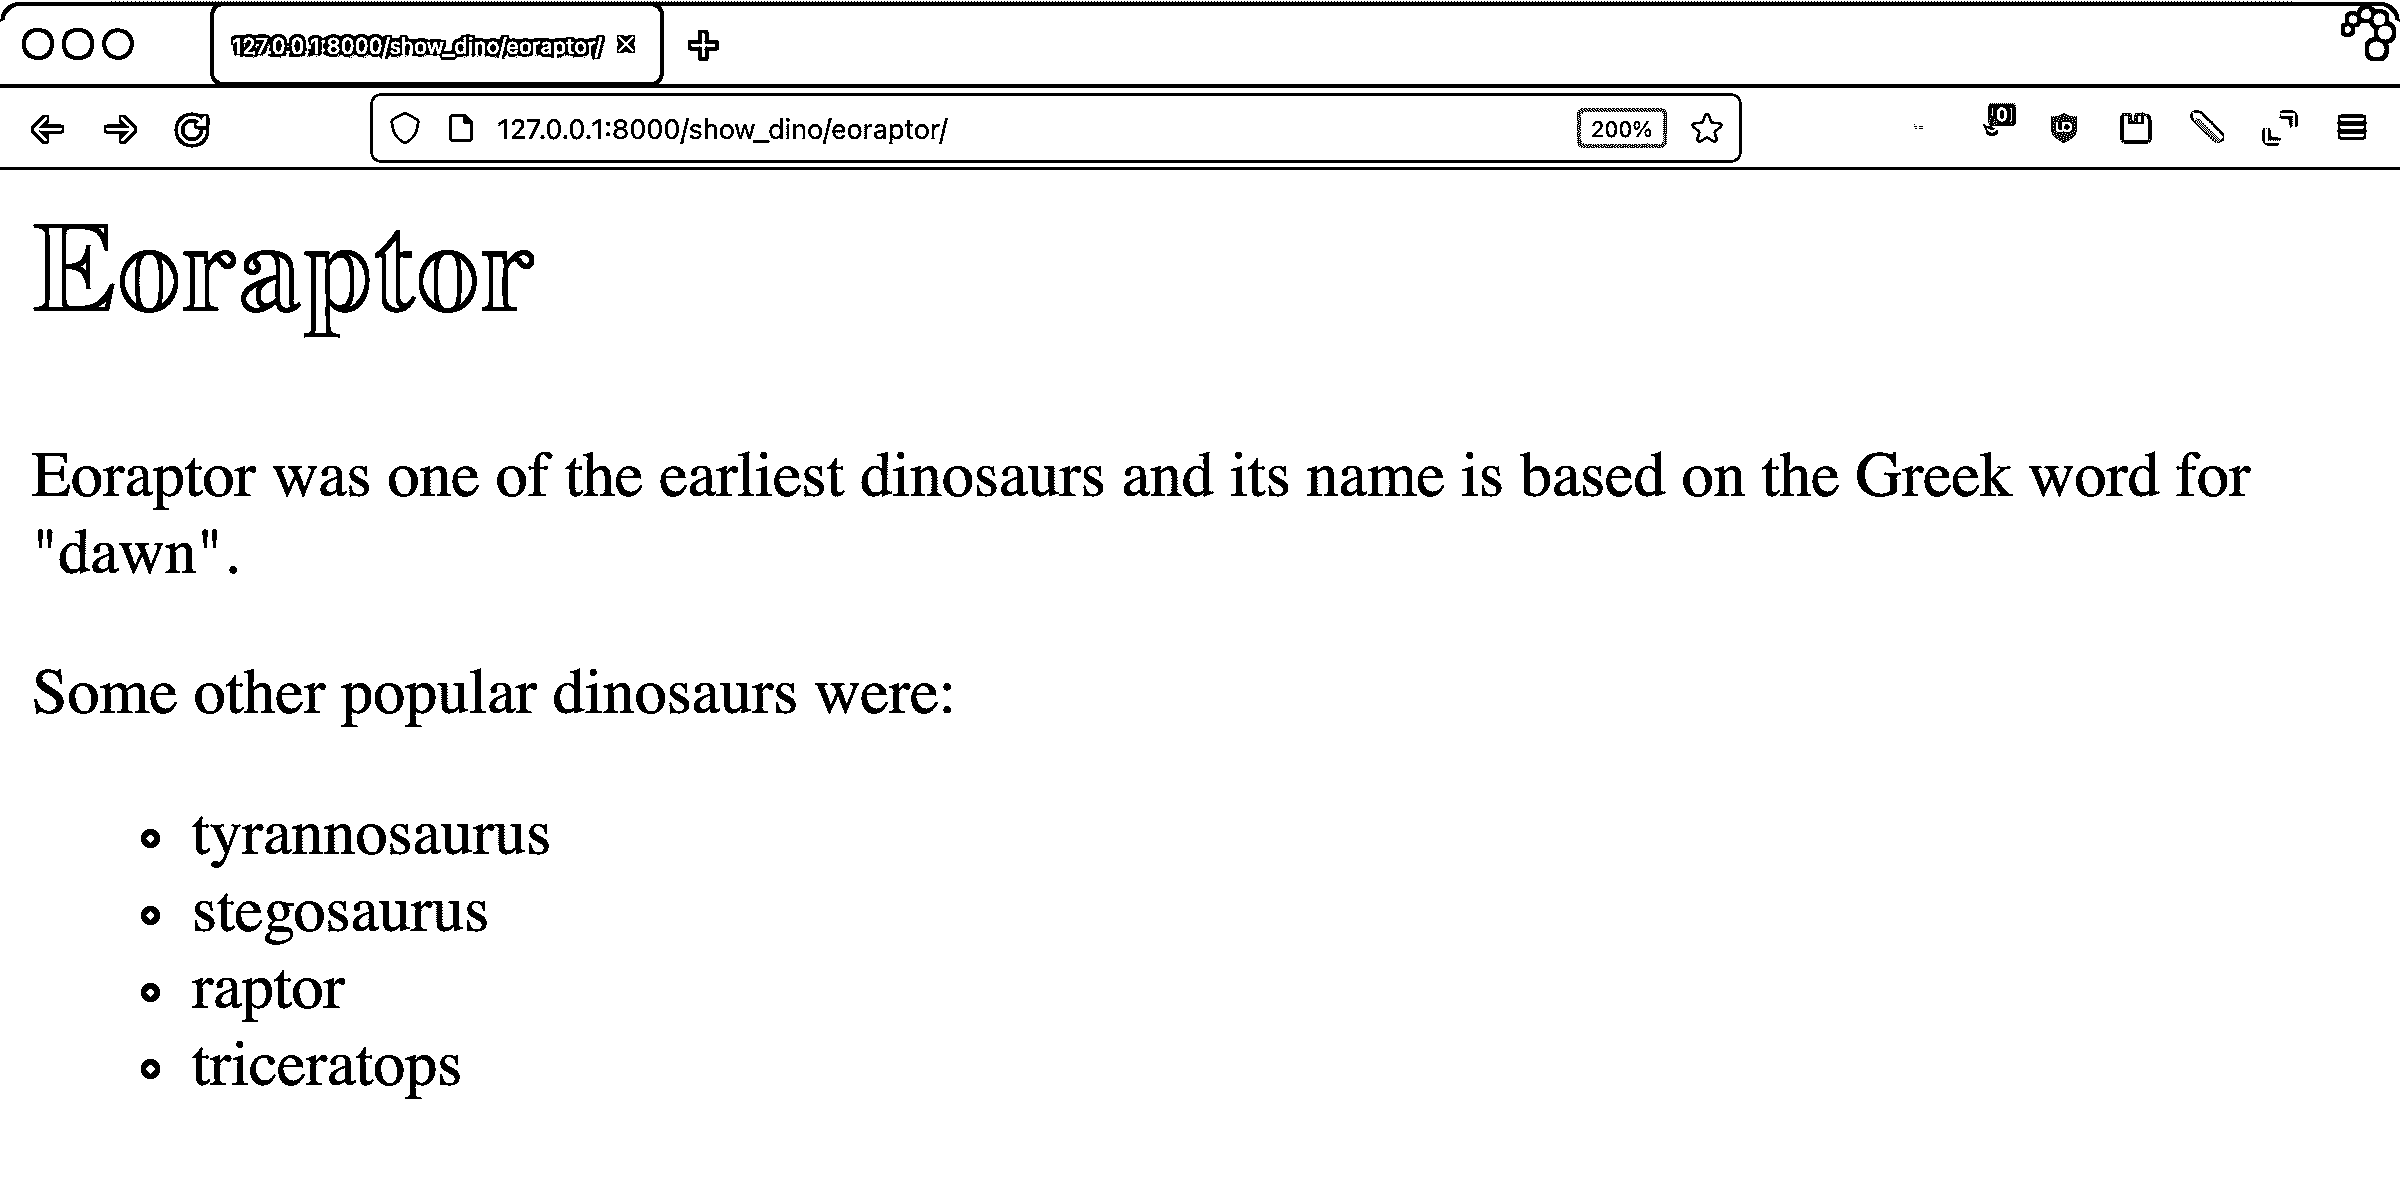 127.0.0.1:8000/show_dino/eoraptor/
127.0.0.1:8000/show_dino/eoraptor/ 200%
Eoraptor
Eoraptor was one of the earliest dinosaurs and its name is based on the Greek word for
"dawn".
Some other popular dinosaurs were:
tyrannosaurus
stegosaurus
raptor
triceratops